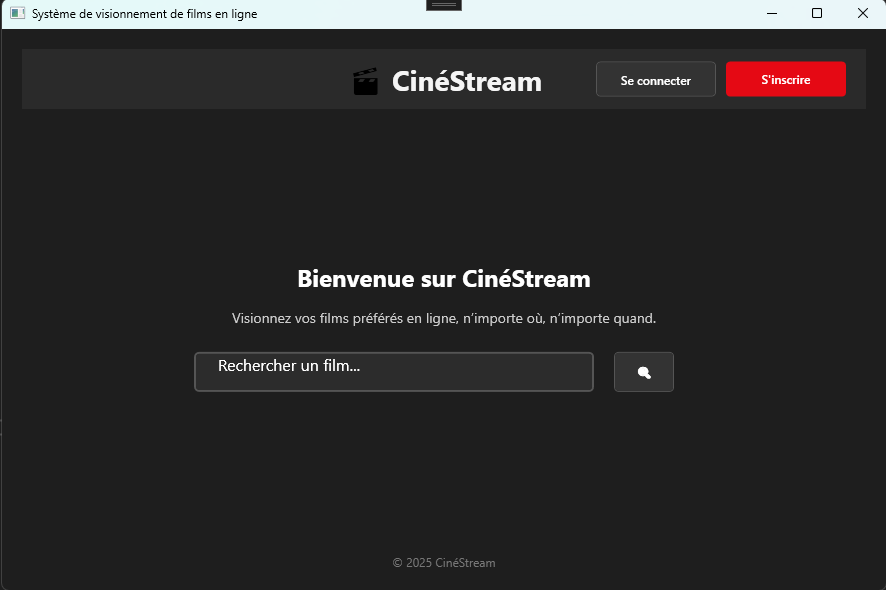 Système de visionnement de films en ligne
CinéStream
Se connecter
S'inscrire
Bienvenue sur CinéStream
Visionnez vos films préférés en ligne, n’importe où, n’importe quand.
Rechercher un film...
© 2025 CinéStream